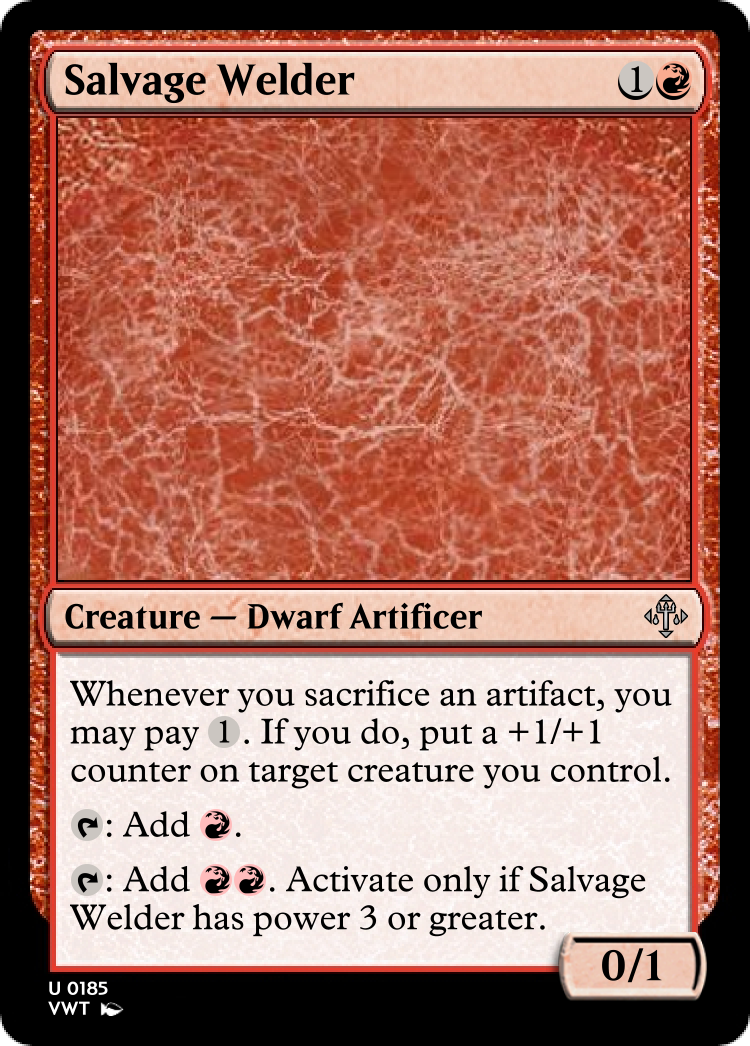 Salvage Welder 1
Creature — Dwarf Artificer
Whenever you sacrifice an artifact, you
may pay 1. If you do, put a +1/+1
counter on target creature you control.
: Add .
: Add . Activate only if Salvage
Welder has power 3 or greater.
0/1
U 0185
VWT